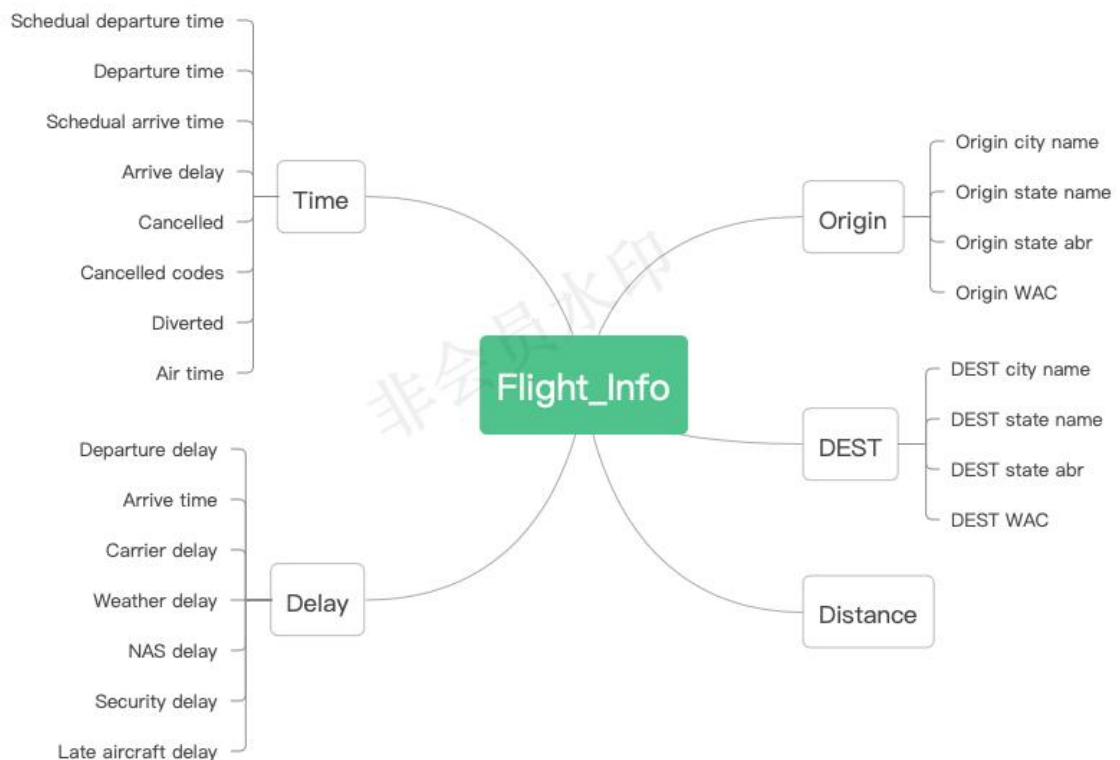 Schedual departure time
Departure time
Schedual arrive time
Arrive delay
Cancelled
Cancelled codes
Diverted
Air time
Time
Departure delay
Arrive time
Carrier delay
Weather delay
NAS delay
Security delay
Late aircraft delay
Delay
Flight_Info
非会员水印
Origin
Origin city name
Origin state name
Origin state abr
Origin WAC
DEST
DEST city name
DEST state name
DEST state abr
DEST WAC
Distance